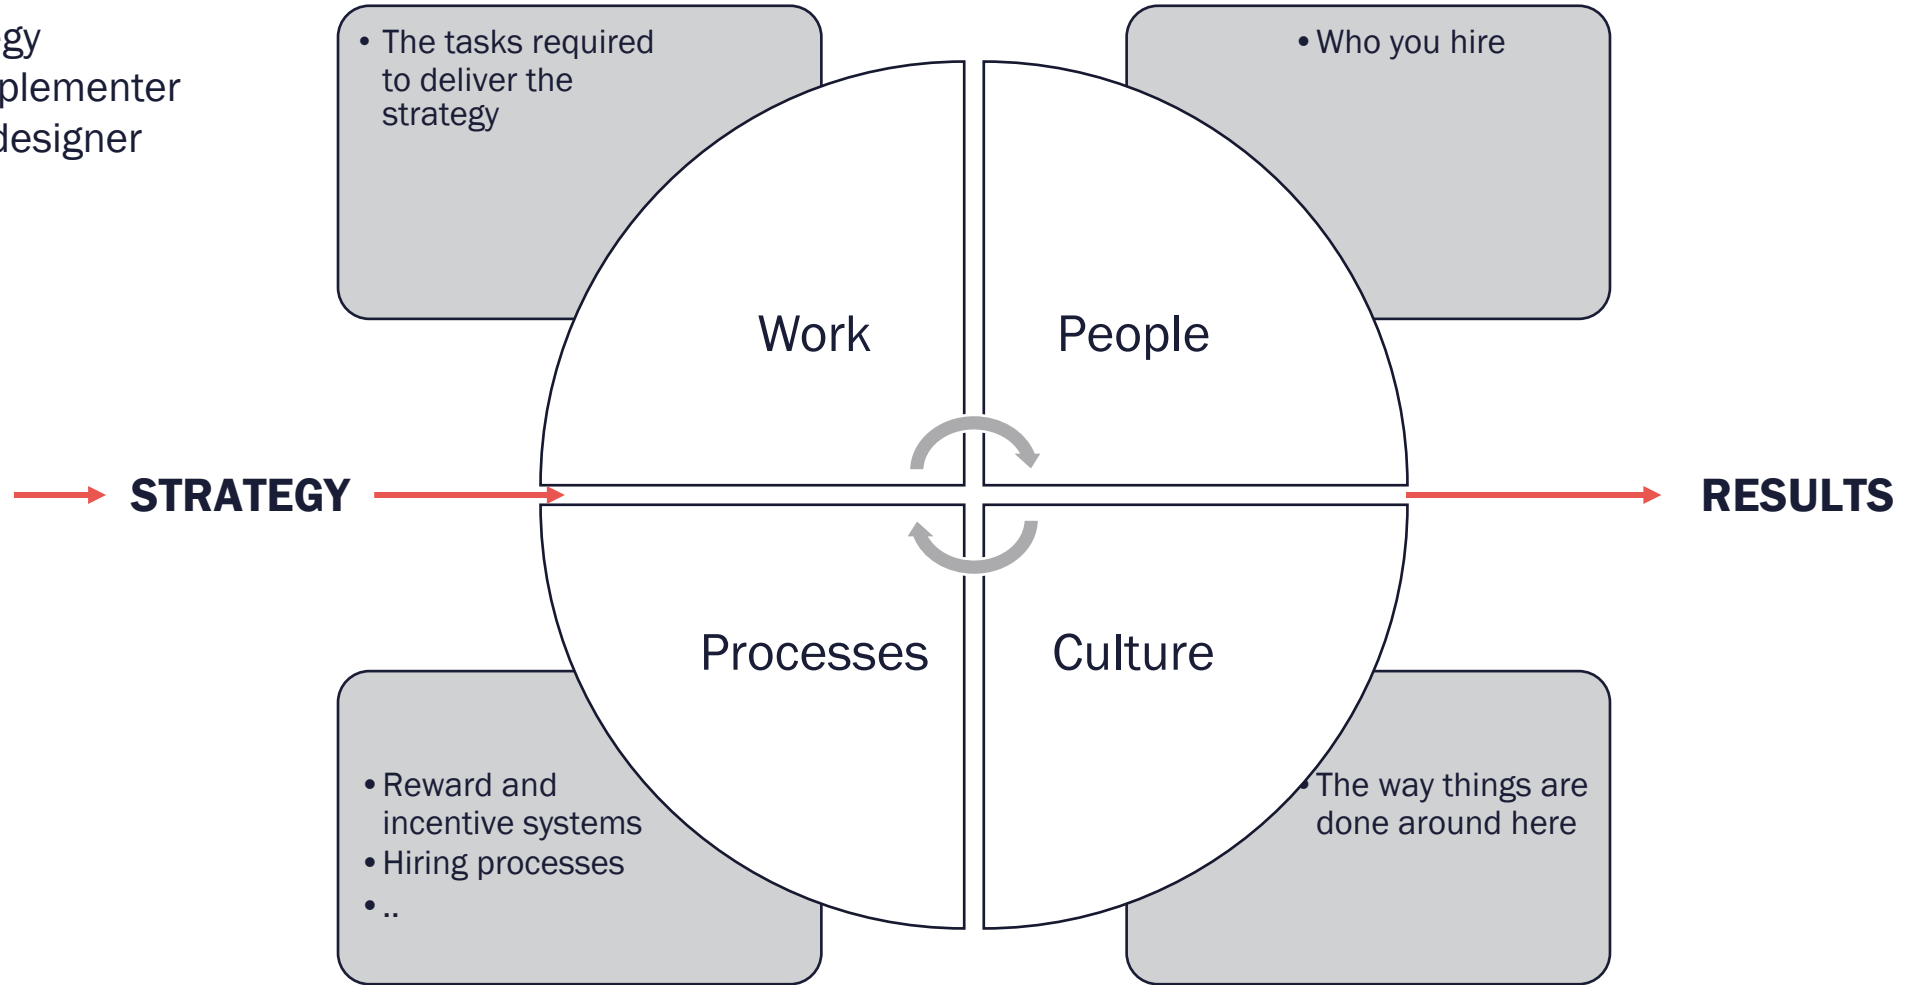 gy
plementer
designer
• The tasks required
to deliver the
strategy
• Who you hire
Work
People
STRATEGY
RESULTS
Processes
Culture
• Reward and
incentive systems
• Hiring processes
• ..
• The way things are
done around here